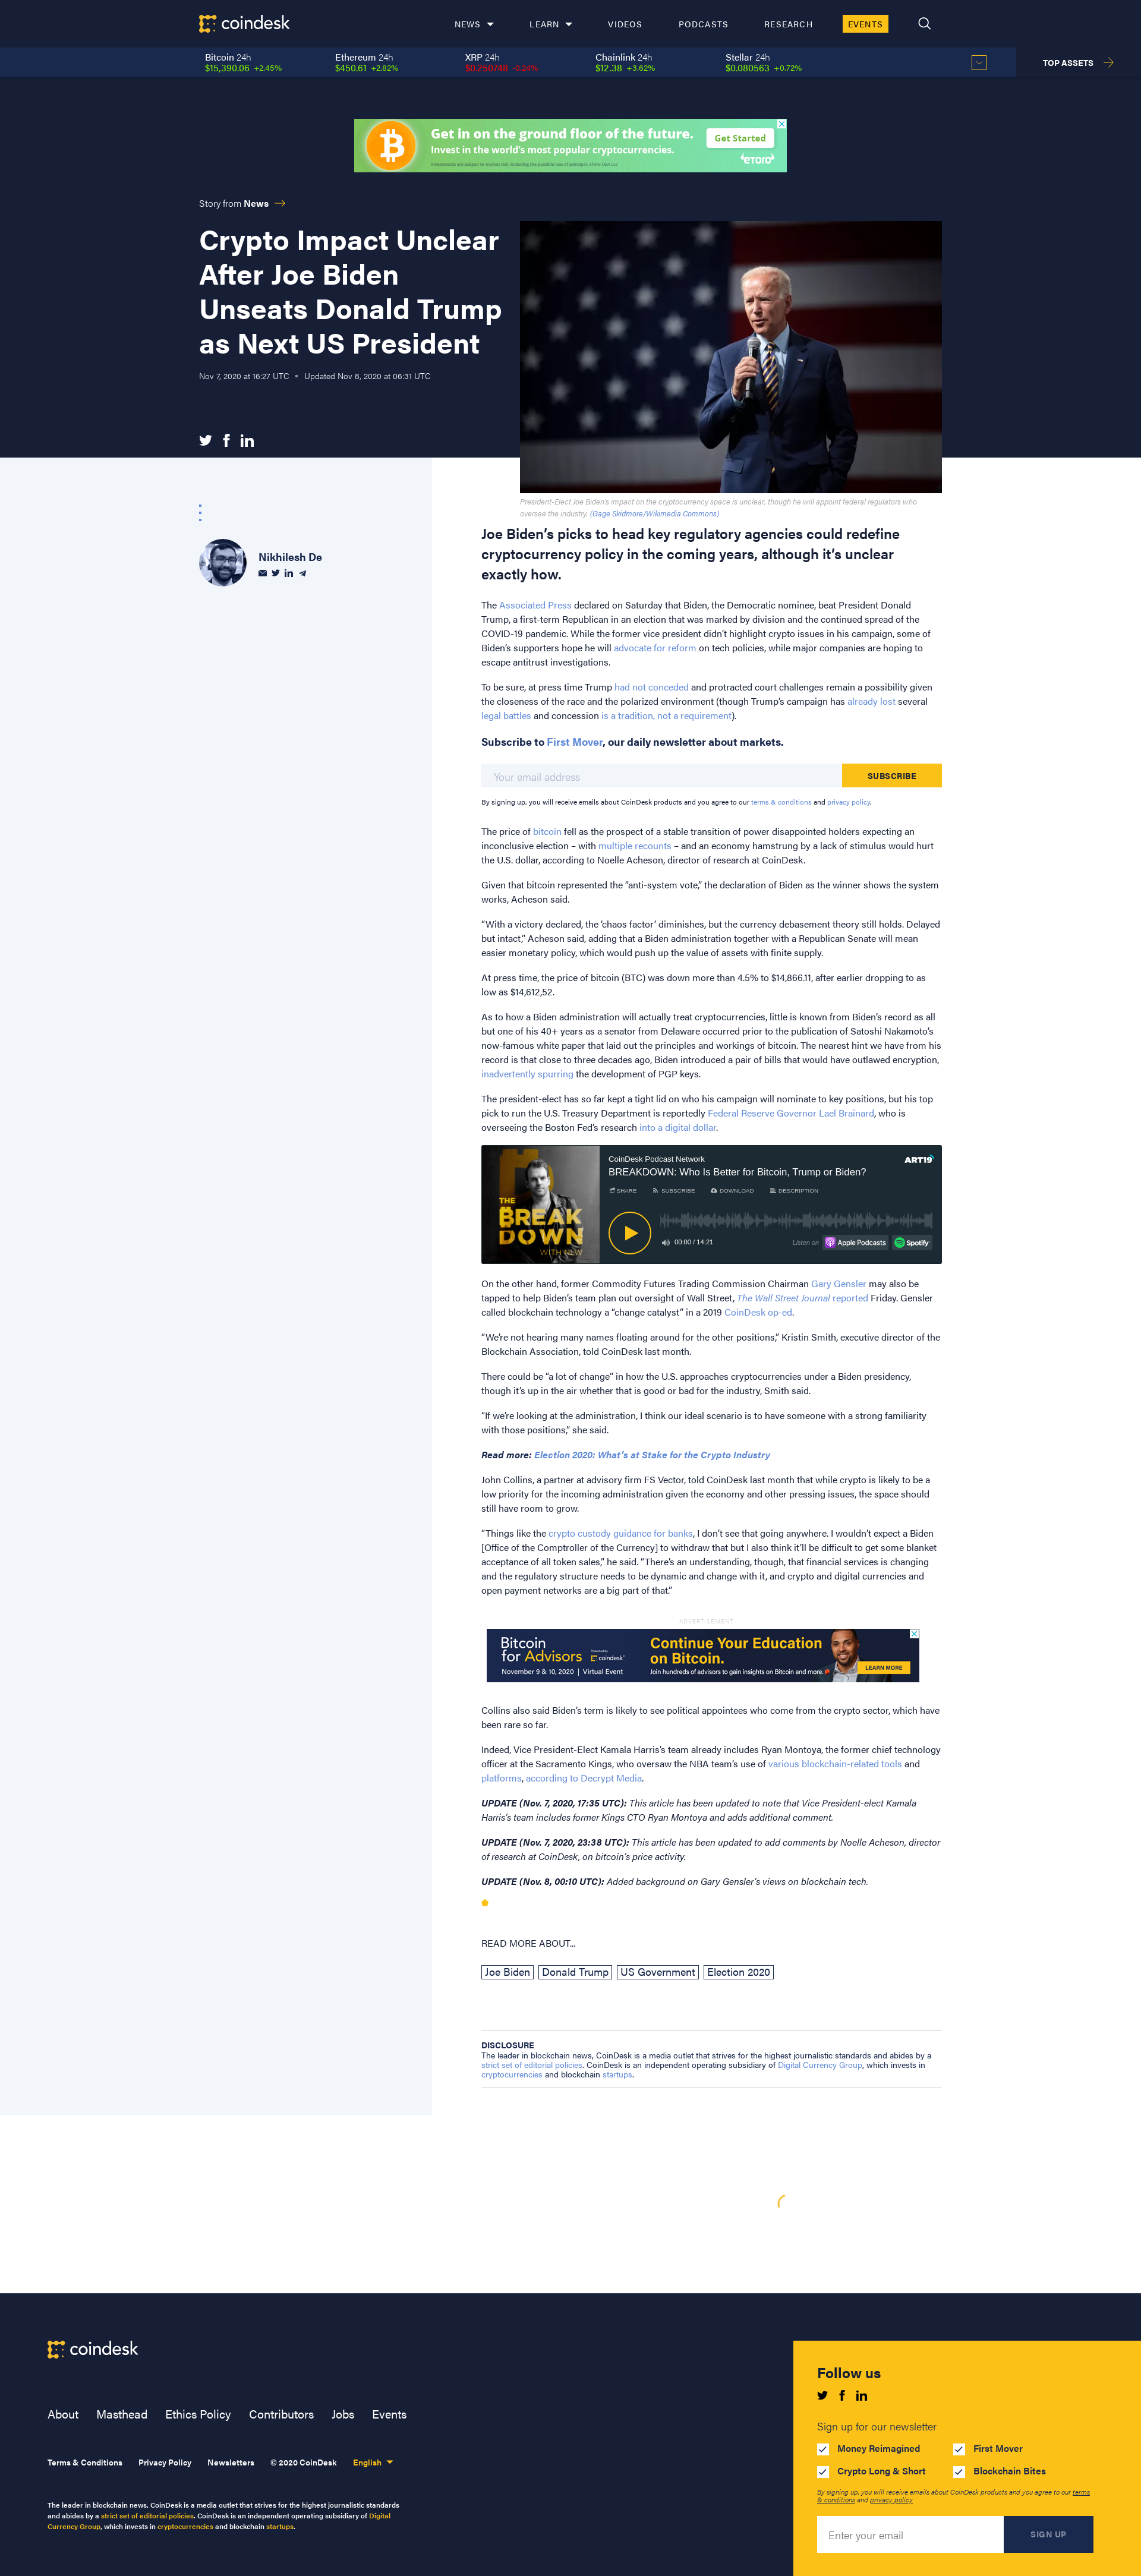 coindesk
NEWS
LEARN
VIDEOS
PODCASTS
RESEARCH
EVENTS
Bitcoin 24h
$15,390.06 +2.45%
Ethereum 24h
$450.61 +2.82%
XRP 24h
$0.250748 -0.24%
Chainlink 24h
$12.38 +3.62%
Stellar 24h
$0.080563 +0.72%
TOP ASSETS
Get in on the ground floor of the future.
Invest in the world's most popular cryptocurrencies.
Get Started
eToro
Story from News
Crypto Impact Unclear
After Joe Biden
Unseats Donald Trump
as Next US President
Nov 7, 2020 at 16:27 UTC • Updated Nov 8, 2020 at 06:31 UTC
President-Elect Joe Biden's impact on the cryptocurrency space is unclear, though he will appoint federal regulators who
oversee the industry. (Gage Skidmore/Wikimedia Commons)
Nikhilesh De
Joe Biden's picks to head key regulatory agencies could redefine
cryptocurrency policy in the coming years, although it's unclear
exactly how.
The Associated Press declared on Saturday that Biden, the Democratic nominee, beat President Donald
Trump, a first-term Republican in an election that was marked by division and the continued spread of the
COVID-19 pandemic. While the former vice president didn't highlight crypto issues in his campaign, some of
Biden's supporters hope he will advocate for reform on tech policies, while major companies are hoping to
escape antitrust investigations.
To be sure, at press time Trump had not conceded and protracted court challenges remain a possibility given
the closeness of the race and the polarized environment (though Trump's campaign has already lost several
legal battles and concession is a tradition, not a requirement).
Subscribe to First Mover, our daily newsletter about markets.
Your email address
SUBSCRIBE
By signing up, you will receive emails about CoinDesk products and you agree to our terms & conditions and privacy policy.
The price of bitcoin fell as the prospect of a stable transition of power disappointed holders expecting an
inconclusive election – with multiple recounts – and an economy hamstrung by a lack of stimulus would hurt
the U.S. dollar, according to Noelle Acheson, director of research at CoinDesk.
Given that bitcoin represented the "anti-system vote," the declaration of Biden as the winner shows the system
works, Acheson said.
"With a victory declared, the 'chaos factor' diminishes, but the currency debasement theory still holds. Delayed
but intact," Acheson said, adding that a Biden administration together with a Republican Senate will mean
easier monetary policy, which would push up the value of assets with finite supply.
At press time, the price of bitcoin (BTC) was down more than 4.5% to $14,866.11, after earlier dropping to as
low as $14,612,52.
As to how a Biden administration will actually treat cryptocurrencies, little is known from Biden's record as all
but one of his 40+ years as a senator from Delaware occurred prior to the publication of Satoshi Nakamoto's
now-famous white paper that laid out the principles and workings of bitcoin. The nearest hint we have from his
record is that close to three decades ago, Biden introduced a pair of bills that would have outlawed encryption,
inadvertently spurring the development of PGP keys.
The president-elect has so far kept a tight lid on who his campaign will nominate to key positions, but his top
pick to run the U.S. Treasury Department is reportedly Federal Reserve Governor Lael Brainard, who is
overseeing the Boston Fed's research into a digital dollar.
THE
BREAK
DOWN
WITH NLW
CoinDesk Podcast Network
BREAKDOWN: Who Is Better for Bitcoin, Trump or Biden?
ART19
SHARE
SUBSCRIBE
DOWNLOAD
DESCRIPTION
00:00 / 14:21
Listen on
Apple Podcasts
Spotify
On the other hand, former Commodity Futures Trading Commission Chairman Gary Gensler may also be
tapped to help Biden's team plan out oversight of Wall Street, The Wall Street Journal reported Friday. Gensler
called blockchain technology a "change catalyst" in a 2019 CoinDesk op-ed.
"We're not hearing many names floating around for the other positions," Kristin Smith, executive director of the
Blockchain Association, told CoinDesk last month.
There could be "a lot of change" in how the U.S. approaches cryptocurrencies under a Biden presidency,
though it's up in the air whether that is good or bad for the industry, Smith said.
"If we're looking at the administration, I think our ideal scenario is to have someone with a strong familiarity
with those positions," she said.
Read more: Election 2020: What's at Stake for the Crypto Industry
John Collins, a partner at advisory firm FS Vector, told CoinDesk last month that while crypto is likely to be a
low priority for the incoming administration given the economy and other pressing issues, the space should
still have room to grow.
"Things like the crypto custody guidance for banks, I don't see that going anywhere. I wouldn't expect a Biden
[Office of the Comptroller of the Currency] to withdraw that but I also think it'll be difficult to get some blanket
acceptance of all token sales," he said. "There's an understanding, though, that financial services is changing
and the regulatory structure needs to be dynamic and change with it, and crypto and digital currencies and
open payment networks are a big part of that."
ADVERTISEMENT
Bitcoin
for Advisors
Powered by
coindesk
November 9 & 10, 2020 | Virtual Event
Continue Your Education
on Bitcoin.
Join hundreds of advisors to gain insights on Bitcoin and more.
LEARN MORE
Collins also said Biden's term is likely to see political appointees who come from the crypto sector, which have
been rare so far.
Indeed, Vice President-Elect Kamala Harris's team already includes Ryan Montoya, the former chief technology
officer at the Sacramento Kings, who oversaw the NBA team's use of various blockchain-related tools and
platforms, according to Decrypt Media.
UPDATE (Nov. 7, 2020, 17:35 UTC): This article has been updated to note that Vice President-elect Kamala
Harris's team includes former Kings CTO Ryan Montoya and adds additional comment.
UPDATE (Nov. 7, 2020, 23:38 UTC): This article has been updated to add comments by Noelle Acheson, director
of research at CoinDesk, on bitcoin's price activity.
UPDATE (Nov. 8, 00:10 UTC): Added background on Gary Gensler's views on blockchain tech.
READ MORE ABOUT...
Joe Biden
Donald Trump
US Government
Election 2020
DISCLOSURE
The leader in blockchain news, CoinDesk is a media outlet that strives for the highest journalistic standards and abides by a
strict set of editorial policies. CoinDesk is an independent operating subsidiary of Digital Currency Group, which invests in
cryptocurrencies and blockchain startups.
coindesk
About
Masthead
Ethics Policy
Contributors
Jobs
Events
Terms & Conditions
Privacy Policy
Newsletters
© 2020 CoinDesk
English
The leader in blockchain news, CoinDesk is a media outlet that strives for the highest journalistic standards
and abides by a strict set of editorial policies. CoinDesk is an independent operating subsidiary of Digital
Currency Group, which invests in cryptocurrencies and blockchain startups.
Follow us
Sign up for our newsletter
Money Reimagined
First Mover
Crypto Long & Short
Blockchain Bites
By signing up, you will receive emails about CoinDesk products and you agree to our terms
& conditions and privacy policy
Enter your email
SIGN UP